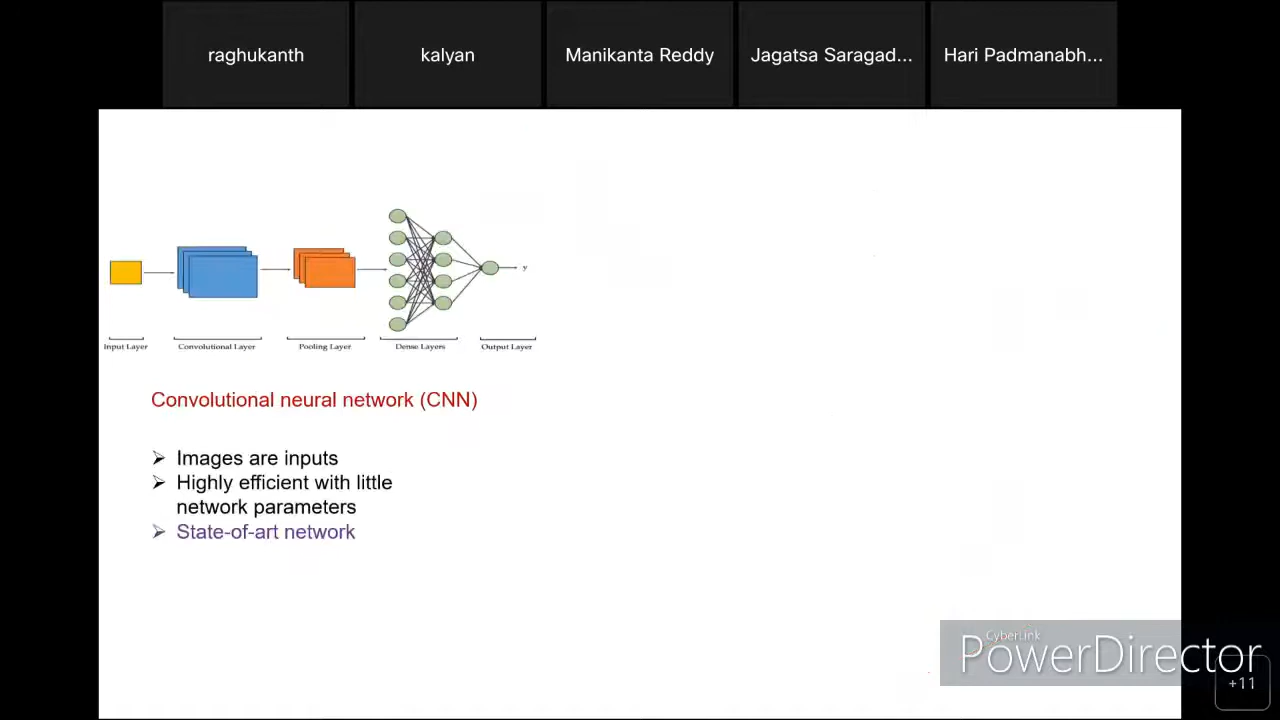 raghukanth
kalyan
Manikanta Reddy
Jagatsa Saragad...
Hari Padmanabh...
y
Input Layer
Convolutional Layer
Pooling Layer
Dense Layers
Output Layer
Convolutional neural network (CNN)
➢ Images are inputs
➢ Highly efficient with little
network parameters
➢ State-of-art network
CyberLink
PowerDirector
+11